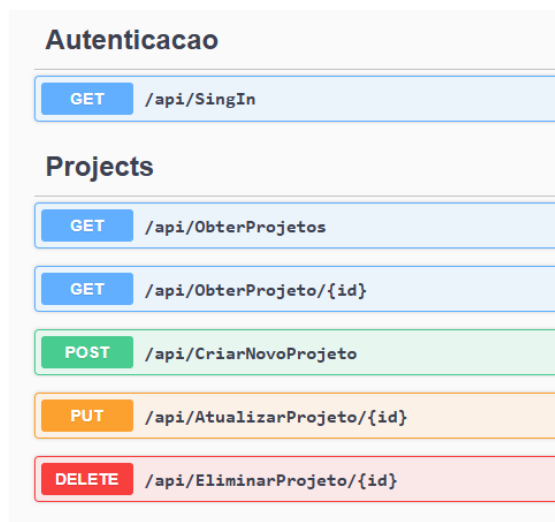 Autenticacao
GET /api/SingIn
Projects
GET /api/ObterProjetos
GET /api/ObterProjeto/{id}
POST /api/CriarNovoProjeto
PUT /api/AtualizarProjeto/{id}
DELETE /api/EliminarProjeto/{id}